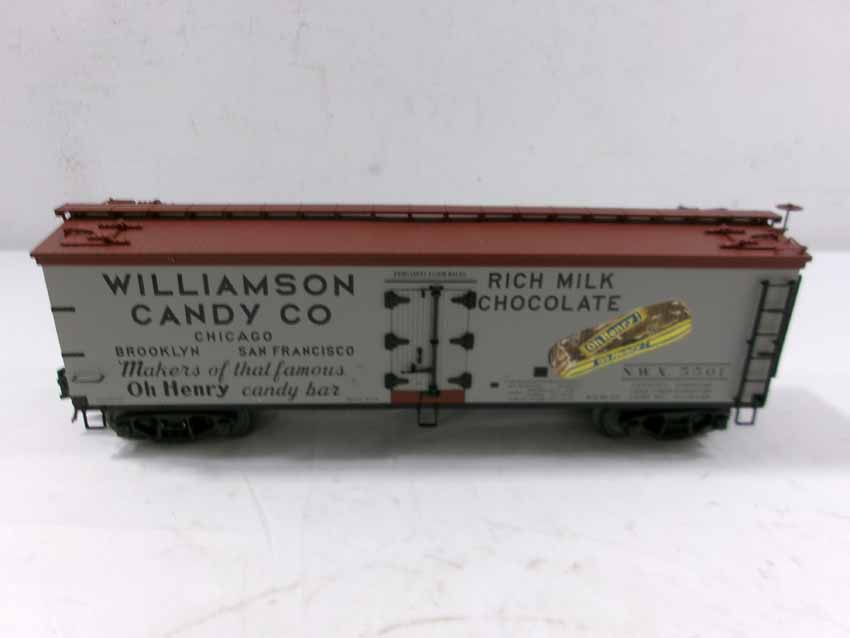 WILLIAMSON
CANDY CO
CHICAGO
BROOKLYN SAN FRANCISCO
"Makers of that famous
Oh Henry candy bar"
RICH MILK
CHOCOLATE
Oh Henry!
N.W.X. 5501